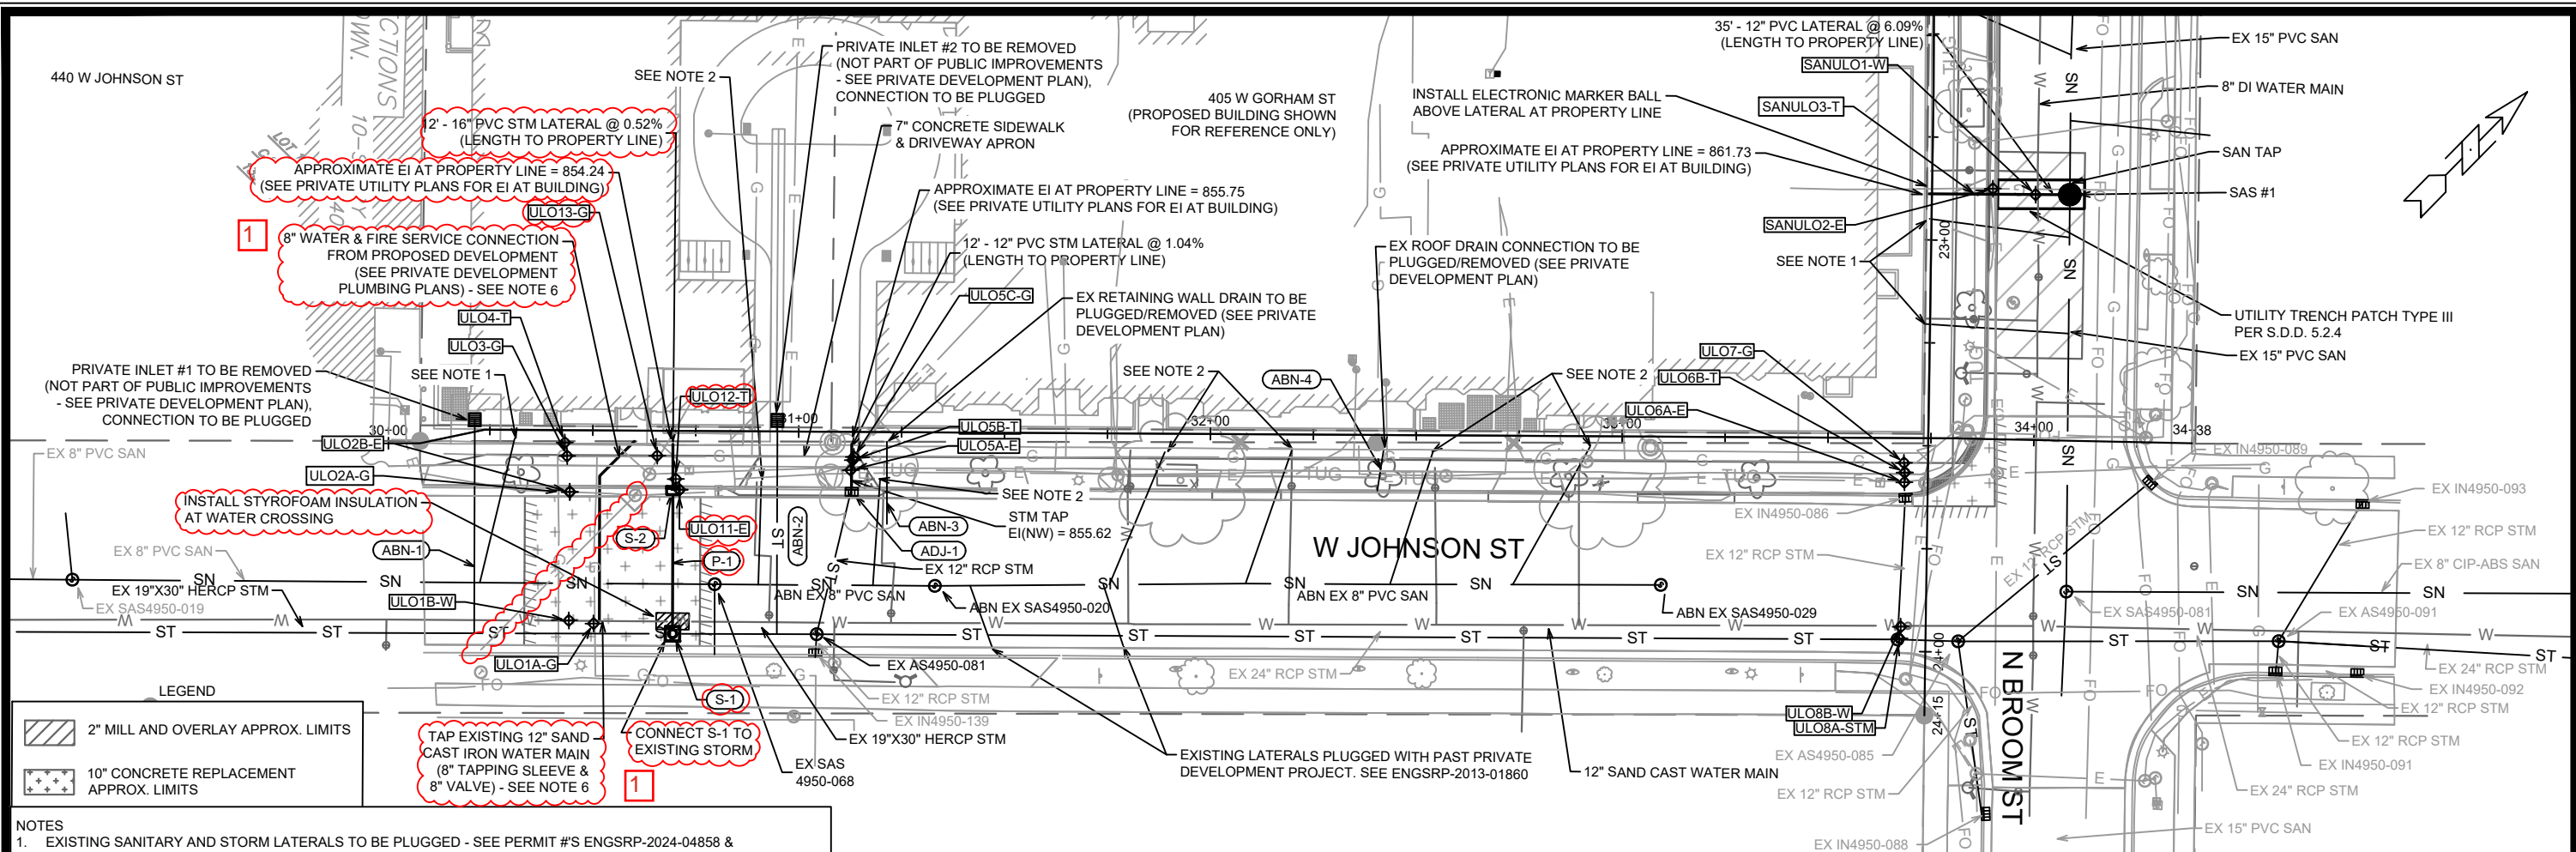 440 W JOHNSON ST
SEE NOTE 2
PRIVATE INLET #2 TO BE REMOVED
(NOT PART OF PUBLIC IMPROVEMENTS
- SEE PRIVATE DEVELOPMENT PLAN),
CONNECTION TO BE PLUGGED
7" CONCRETE SIDEWALK
& DRIVEWAY APRON
405 W GORHAM ST
(PROPOSED BUILDING SHOWN
FOR REFERENCE ONLY)
35' - 12" PVC LATERAL @ 6.09%
(LENGTH TO PROPERTY LINE)
SANULO1-W
INSTALL ELECTRONIC MARKER BALL
ABOVE LATERAL AT PROPERTY LINE
SANULO3-T
APPROXIMATE EI AT PROPERTY LINE = 861.73
(SEE PRIVATE UTILITY PLANS FOR EI AT BUILDING)
SANULO2-E
SEE NOTE 1
23+00
EX 15" PVC SAN
8" DI WATER MAIN
SAN TAP
SAS #1
UTILITY TRENCH PATCH TYPE III
PER S.D.D. 5.2.4
EX 15" PVC SAN
12' - 16" PVC STM LATERAL @ 0.52%
(LENGTH TO PROPERTY LINE)
APPROXIMATE EI AT PROPERTY LINE = 854.24
(SEE PRIVATE UTILITY PLANS FOR EI AT BUILDING)
ULO13-G
1
8" WATER & FIRE SERVICE CONNECTION
FROM PROPOSED DEVELOPMENT
(SEE PRIVATE DEVELOPMENT
PLUMBING PLANS) - SEE NOTE 6
ULO4-T
ULO3-G
PRIVATE INLET #1 TO BE REMOVED
(NOT PART OF PUBLIC IMPROVEMENTS
- SEE PRIVATE DEVELOPMENT PLAN),
CONNECTION TO BE PLUGGED
SEE NOTE 1
APPROXIMATE EI AT PROPERTY LINE = 855.75
(SEE PRIVATE UTILITY PLANS FOR EI AT BUILDING)
12' - 12" PVC STM LATERAL @ 1.04%
(LENGTH TO PROPERTY LINE)
ULO5C-G
EX RETAINING WALL DRAIN TO BE
PLUGGED/REMOVED (SEE PRIVATE
DEVELOPMENT PLAN)
EX ROOF DRAIN CONNECTION TO BE
PLUGGED/REMOVED (SEE PRIVATE
DEVELOPMENT PLAN)
SEE NOTE 2
ABN-4
SEE NOTE 2
ULO7-G
ULO6B-T
ULO6A-E
ULO12-T
30+00
31+00
32+00
33+00
34+00
34+38
ULO2B-E
EX 8" PVC SAN
ULO2A-G
INSTALL STYROFOAM INSULATION
AT WATER CROSSING
ULO5B-T
ULO5A-E
SEE NOTE 2
STM TAP
EI(NW) = 855.62
ABN-3
ADJ-1
EX 12" RCP STM
ABN-2
ULO11-E
S-2
P-1
ABN-1
EX 8" PVC SAN
EX 19"X30" HERCP STM
EX SAS4950-019
ULO1B-W
ULO1A-G
W JOHNSON ST
ABN EX 8" PVC SAN
ABN EX SAS4950-020
ABN EX 8" PVC SAN
ABN EX SAS4950-029
EX IN4950-086
EX 12" RCP STM
EX IN4950-089
EX IN4950-093
EX 12" RCP STM
EX 8" CIP-ABS SAN
EX 12" RCP STM
EX SAS4950-081
EX AS4950-091
EX 24" RCP STM
EX IN4950-092
EX 12" RCP STM
EX 12" RCP STM
EX IN4950-091
EX 24" RCP STM
EX 15" PVC SAN
EX AS4950-081
EX 12" RCP STM
EX IN4950-139
EX 19"X30" HERCP STM
S-1
CONNECT S-1 TO
EXISTING STORM
1
TAP EXISTING 12" SAND
CAST IRON WATER MAIN
(8" TAPPING SLEEVE &
8" VALVE) - SEE NOTE 6
EX SAS
4950-068
EX 24" RCP STM
EXISTING LATERALS PLUGGED WITH PAST PRIVATE
DEVELOPMENT PROJECT. SEE ENGSRP-2013-01860
12" SAND CAST WATER MAIN
ULO8B-W
ULO8A-STM
EX AS4950-085
EX 12" RCP STM
EX IN4950-088
24+00
24+15
N BROOM ST
LEGEND
2" MILL AND OVERLAY APPROX. LIMITS
10" CONCRETE REPLACEMENT
APPROX. LIMITS
NOTES
1. EXISTING SANITARY AND STORM LATERALS TO BE PLUGGED - SEE PERMIT #'S ENGSRP-2024-04858 &